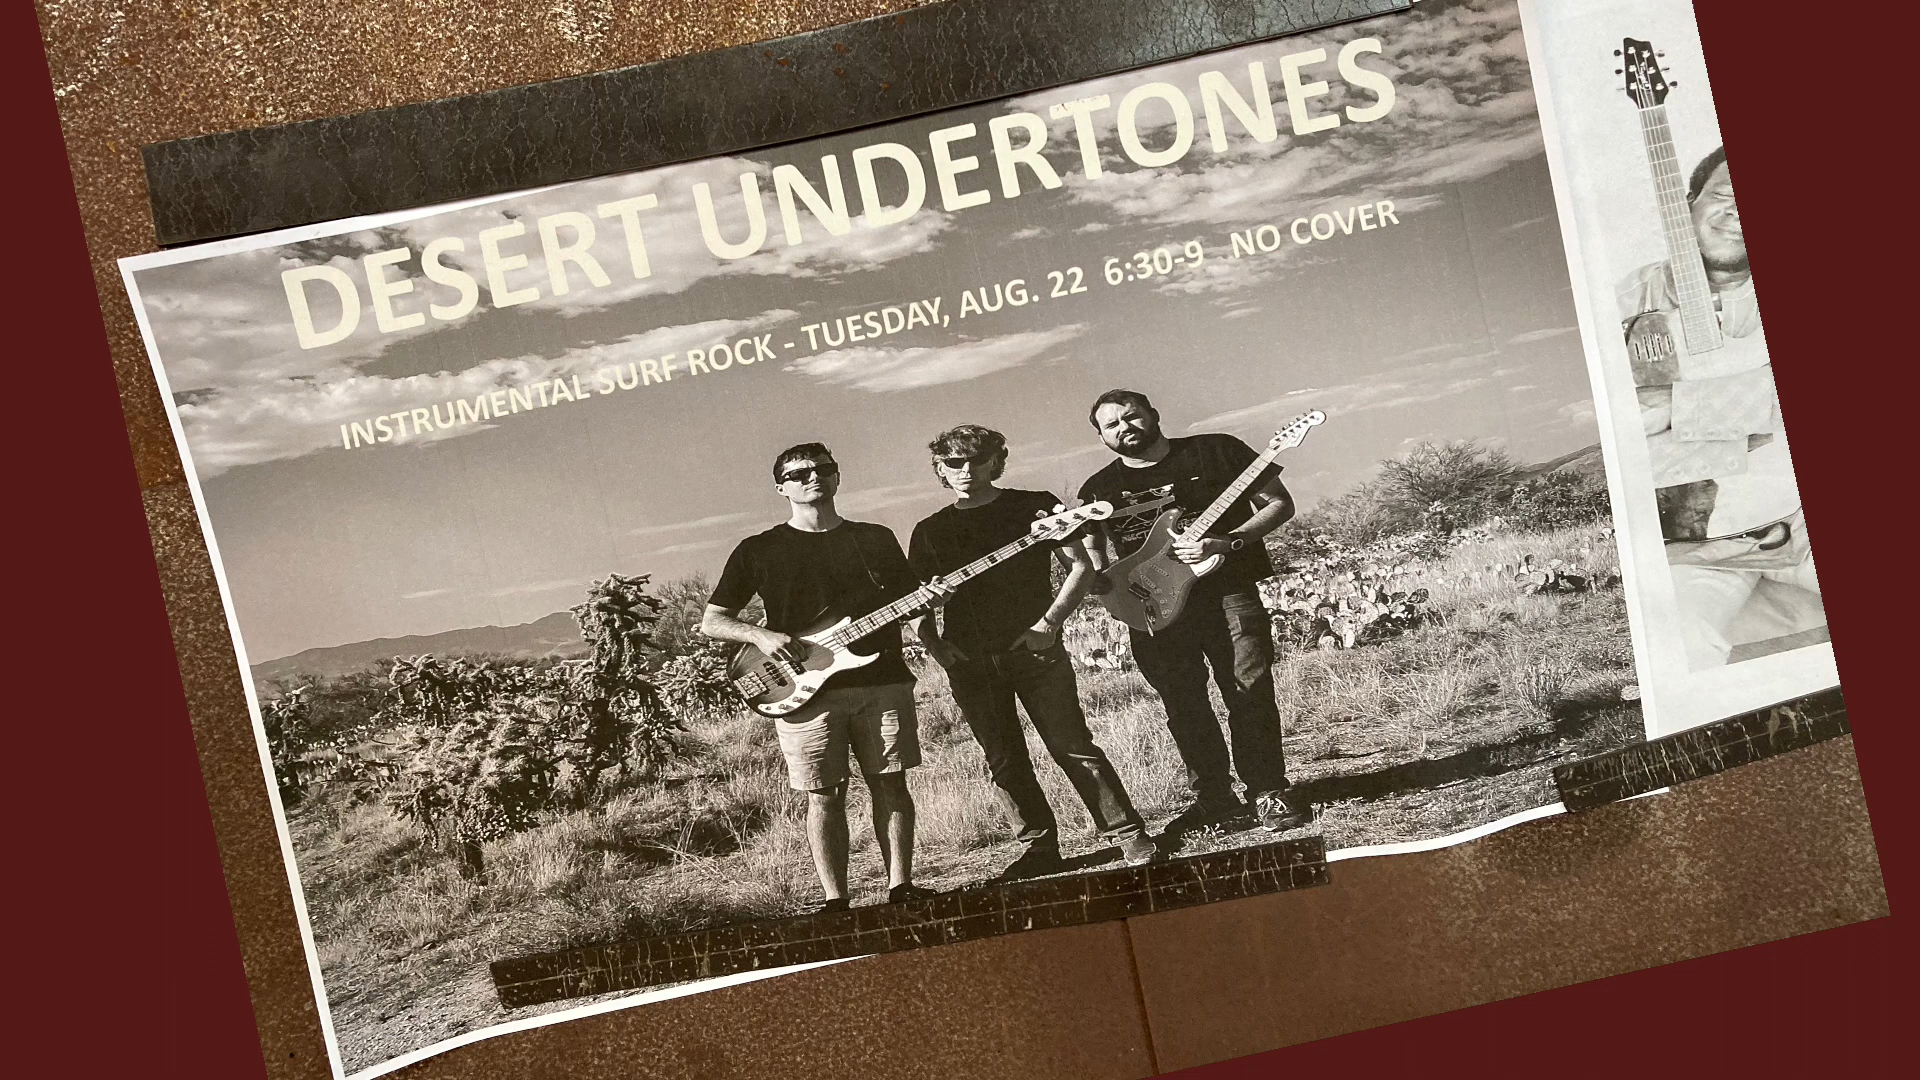 DESERT UNDERTONES
INSTRUMENTAL SURF ROCK - TUESDAY, AUG. 22 6:30-9 NO COVER